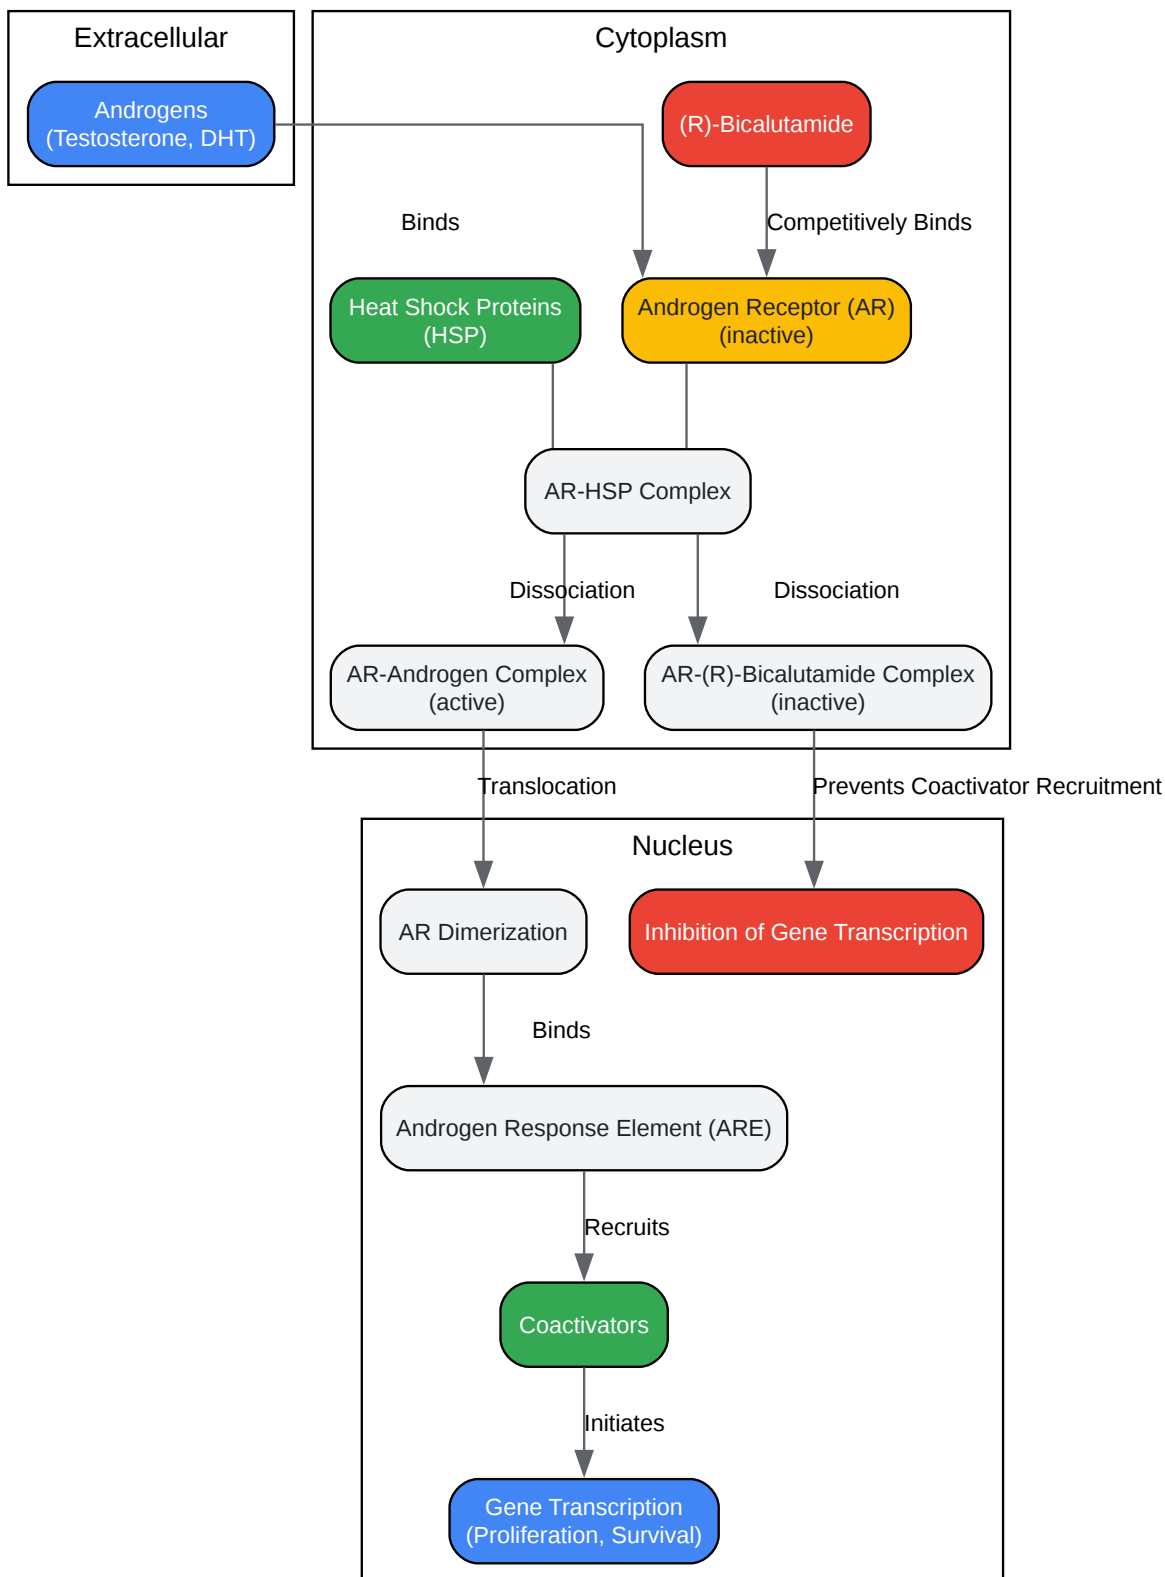 Extracellular
Cytoplasm
Androgens
(Testosterone, DHT)
(R)-Bicalutamide
Binds
Competitively Binds
Heat Shock Proteins
(HSP)
Androgen Receptor (AR)
(inactive)
AR-HSP Complex
Dissociation
Dissociation
AR-Androgen Complex
(active)
AR-(R)-Bicalutamide Complex
(inactive)
Translocation
Prevents Coactivator Recruitment
Nucleus
AR Dimerization
Inhibition of Gene Transcription
Binds
Androgen Response Element (ARE)
Recruits
Coactivators
Initiates
Gene Transcription
(Proliferation, Survival)